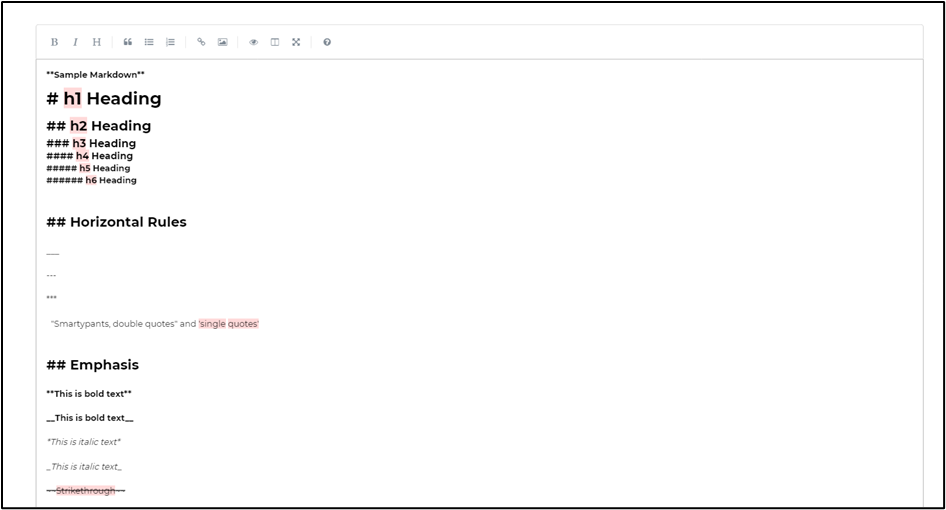 B I H
**Sample Markdown**
# h1 Heading
## h2 Heading
### h3 Heading
#### h4 Heading
##### h5 Heading
###### h6 Heading
## Horizontal Rules
___
---
***
"Smartypants, double quotes" and 'single quotes'
## Emphasis
**This is bold text**
__This is bold text__
*This is italic text*
_This is italic text_
~~Strikethrough~~